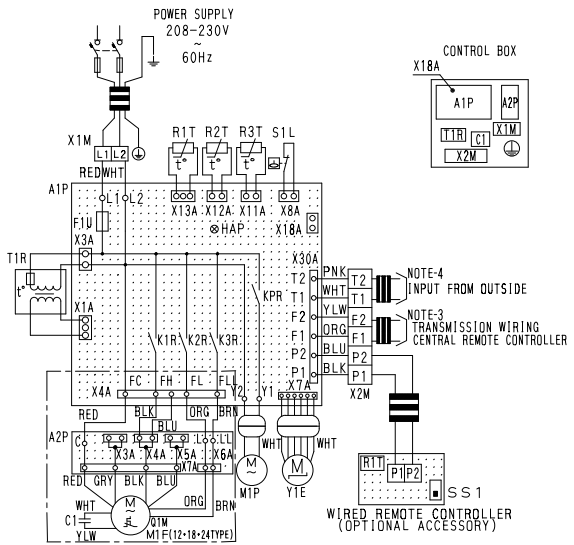 POWER SUPPLY
208-230V
~
60Hz
CONTROL BOX
X18A
A1P
A2P
T1R
C1
X1M
X2M
X1M
L1 L2
RED WHT
R1T R2T R3T S1L
t° t° t°
A1P
L1 L2
X13A X12A X11A X8A
F1U
HAP
X18A
X3A
X30A
T1R
t°
X1A
KPR
K1R K2R K3R
T2 PNK T2
T1 WHT T1
F2 YLW F2
F1 ORG F1
P2 BLU P2
P1 BLK P1
NOTE-4
INPUT FROM OUTSIDE
NOTE-3
TRANSMISSION WIRING
CENTRAL REMOTE CONTROLLER
X4A
FC FH FL FLL
Y2 Y1
X7A
X2M
RED
BLK
BLU
ORG BRN
A2P
C
L LL
X3A X4A X5A X6A
X7A
WHT
WHT
RED GRY BLK BLU
ORG
BRN
M
~
M1P
M
Y1E
WHT
C1
YLW
M
~
Q1M
M1F(12·18·24TYPE)
R1T
P1 P2
SS1
WIRED REMOTE CONTROLLER
(OPTIONAL ACCESSORY)